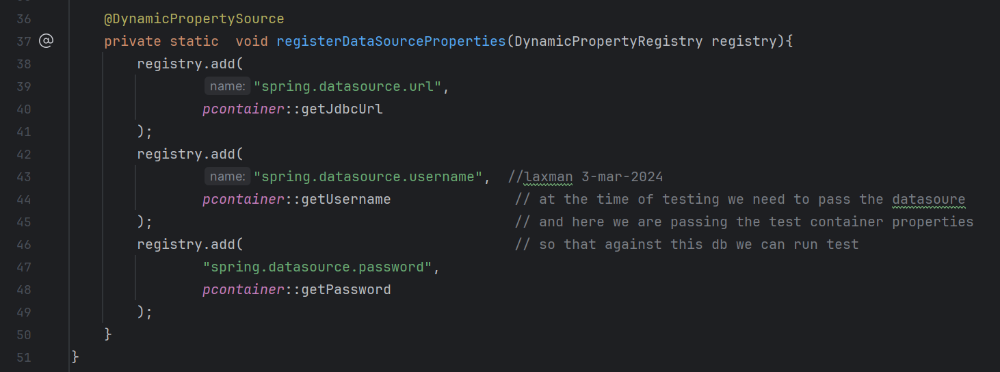 36 @DynamicPropertySource
37 private static  void registerDataSourceProperties(DynamicPropertyRegistry registry){
38 registry.add(
39 name: "spring.datasource.url",
40 pcontainer::getJdbcUrl
41 );
42 registry.add(
43 name: "spring.datasource.username",  //laxman 3-mar-2024
44 pcontainer::getUsername // at the time of testing we need to pass the datasoure
45 ); // and here we are passing the test container properties
46 registry.add( // so that against this db we can run test
47 "spring.datasource.password",
48 pcontainer::getPassword
49 );
50 }
51 }